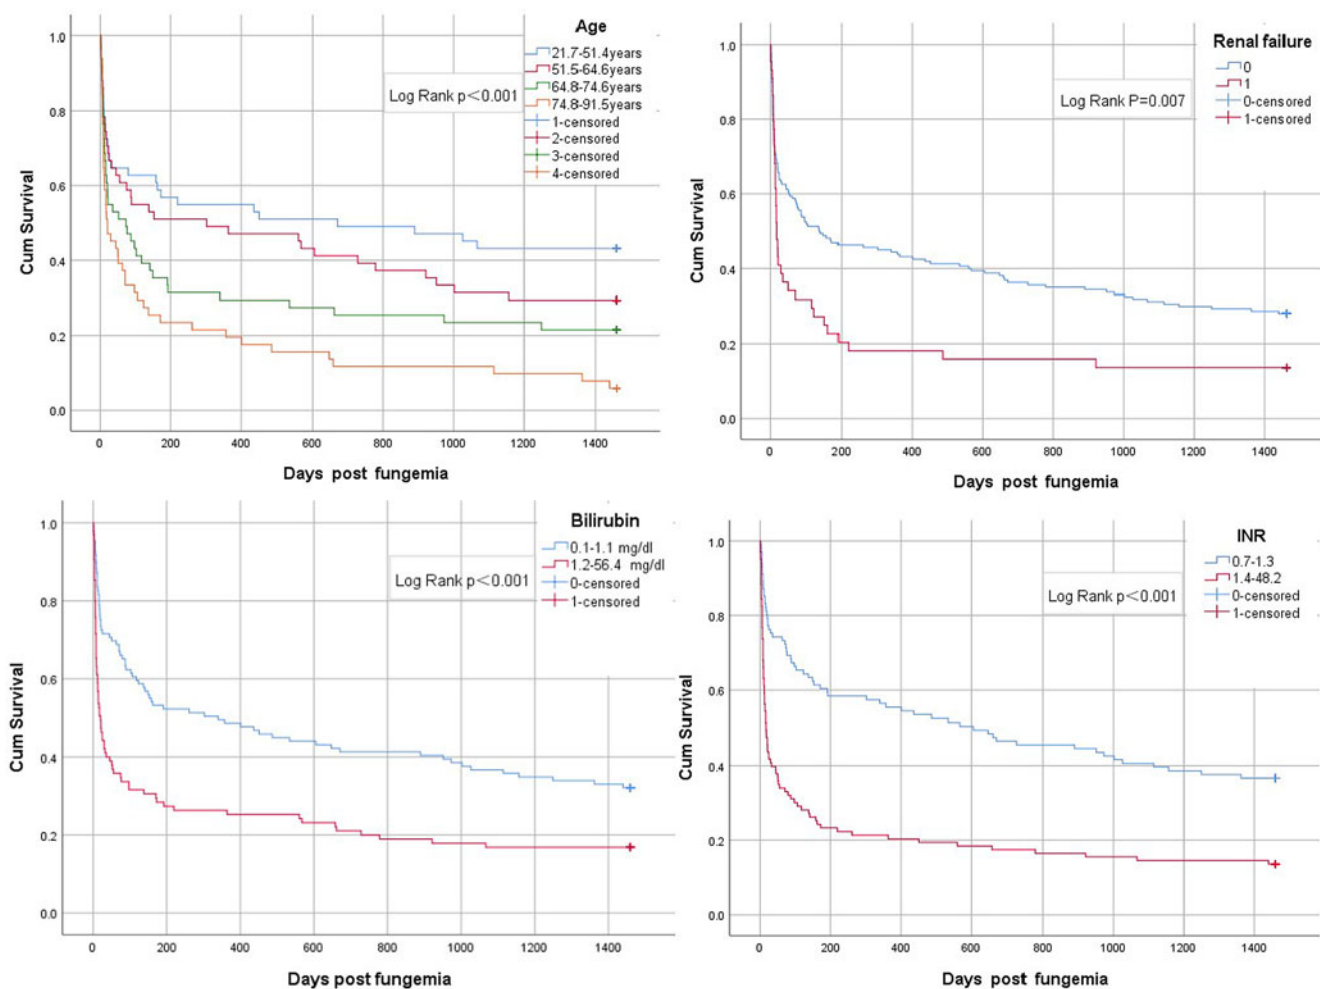 Age
21.7-51.4years
51.5-64.6years
64.8-74.6years
74.8-91.5years
1-censored
2-censored
3-censored
4-censored
Log Rank p<0.001
Cum Survival
1.0
0.8
0.6
0.4
0.2
0.0
0 200 400 600 800 1000 1200 1400
Days post fungemia
Renal failure
0
1
0-censored
1-censored
Log Rank P=0.007
Cum Survival
1.0
0.8
0.6
0.4
0.2
0.0
0 200 400 600 800 1000 1200 1400
Days post fungemia
Bilirubin
0.1-1.1 mg/dl
1.2-56.4 mg/dl
0-censored
1-censored
Log Rank p<0.001
Cum Survival
1.0
0.8
0.6
0.4
0.2
0.0
0 200 400 600 800 1000 1200 1400
Days post fungemia
INR
0.7-1.3
1.4-48.2
0-censored
1-censored
Log Rank p<0.001
Cum Survival
1.0
0.8
0.6
0.4
0.2
0.0
0 200 400 600 800 1000 1200 1400
Days post fungemia